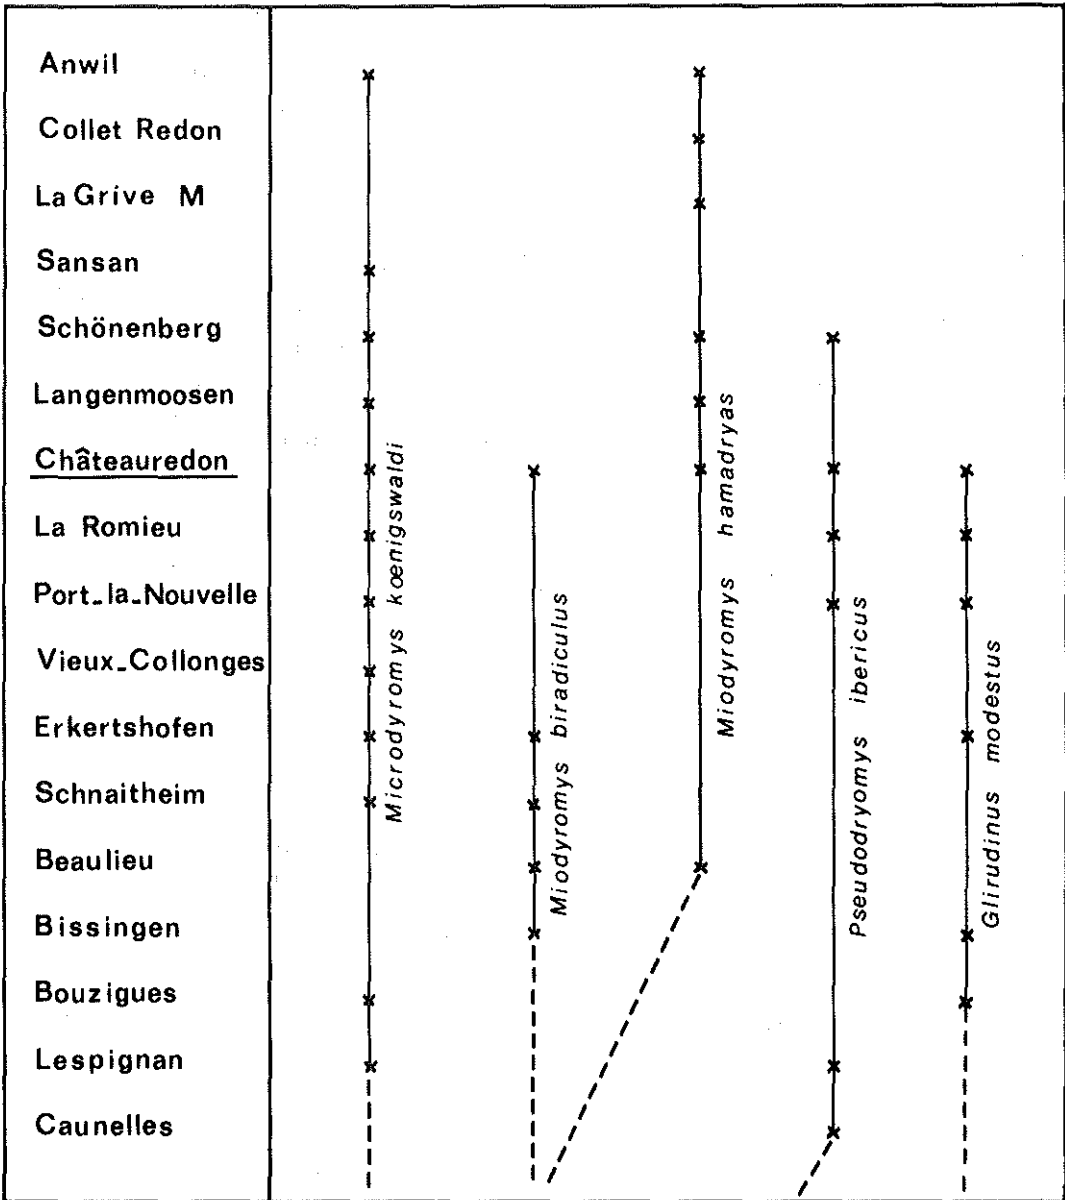 Anwil
Collet Redon
La Grive M
Sansan
Schönenberg
Langenmoosen
Châteauredon
La Romieu
Port-la-Nouvelle
Vieux-Collonges
Erkertshofen
Schnaitheim
Beaulieu
Bissingen
Bouzigues
Lespignan
Caunelles
Microdyromys kœnigswaldi
Miodyromys biradiculus
Miodyromys hamadryas
Pseudodryomys ibericus
Glirudinus modestus